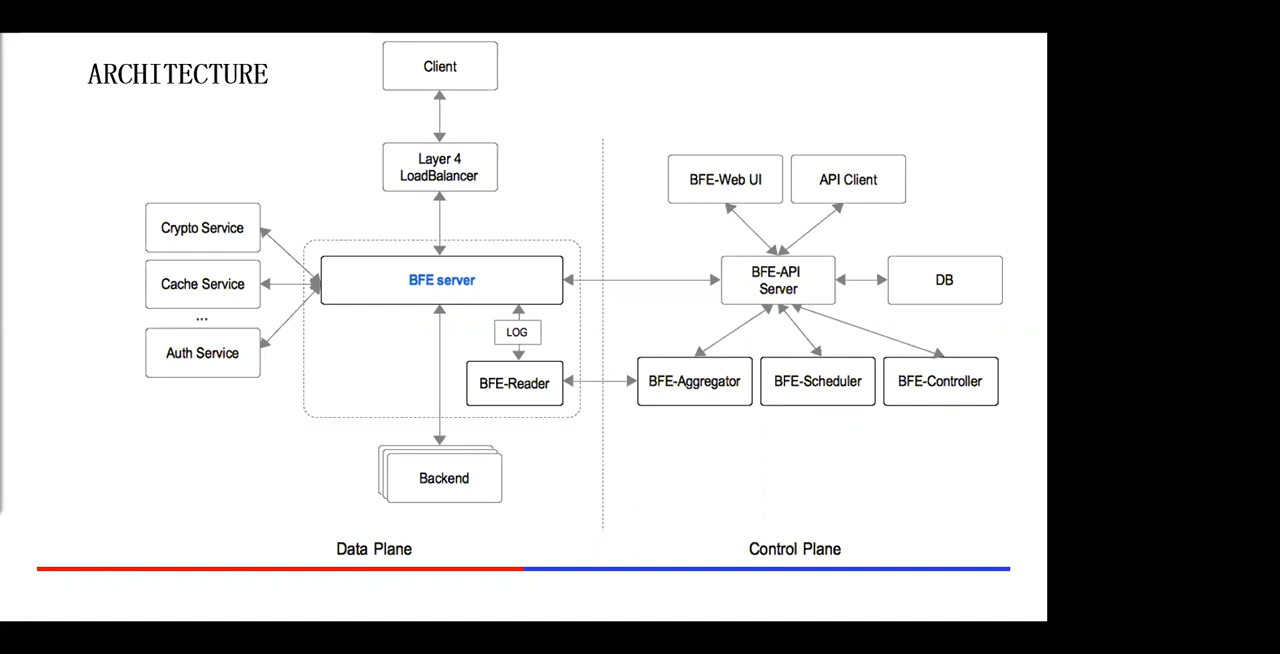 ARCHITECTURE
Client
Layer 4
LoadBalancer
BFE-Web UI
API Client
Crypto Service
Cache Service
...
Auth Service
BFE server
LOG
BFE-Reader
BFE-API
Server
DB
BFE-Aggregator
BFE-Scheduler
BFE-Controller
Backend
Data Plane
Control Plane